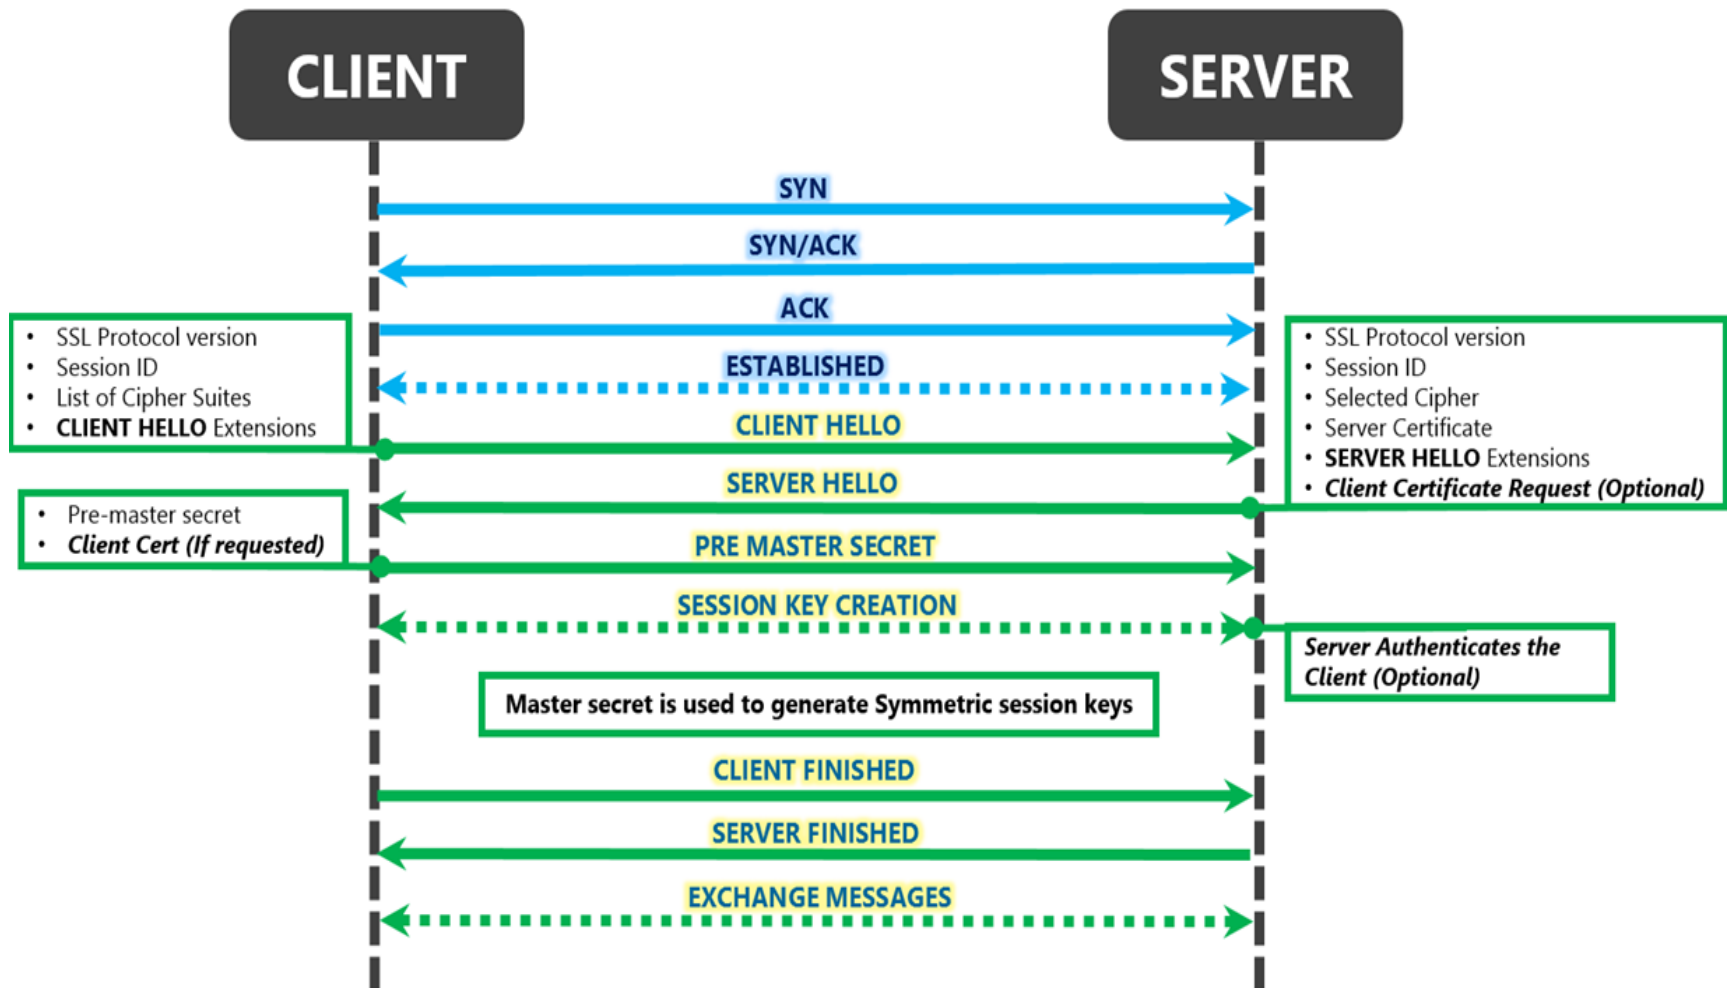 CLIENT
SERVER
SYN
SYN/ACK
ACK
ESTABLISHED
• SSL Protocol version
• Session ID
• List of Cipher Suites
• CLIENT HELLO Extensions
• SSL Protocol version
• Session ID
• Selected Cipher
• Server Certificate
• SERVER HELLO Extensions
• Client Certificate Request (Optional)
CLIENT HELLO
SERVER HELLO
• Pre-master secret
• Client Cert (If requested)
PRE MASTER SECRET
SESSION KEY CREATION
Server Authenticates the
Client (Optional)
Master secret is used to generate Symmetric session keys
CLIENT FINISHED
SERVER FINISHED
EXCHANGE MESSAGES